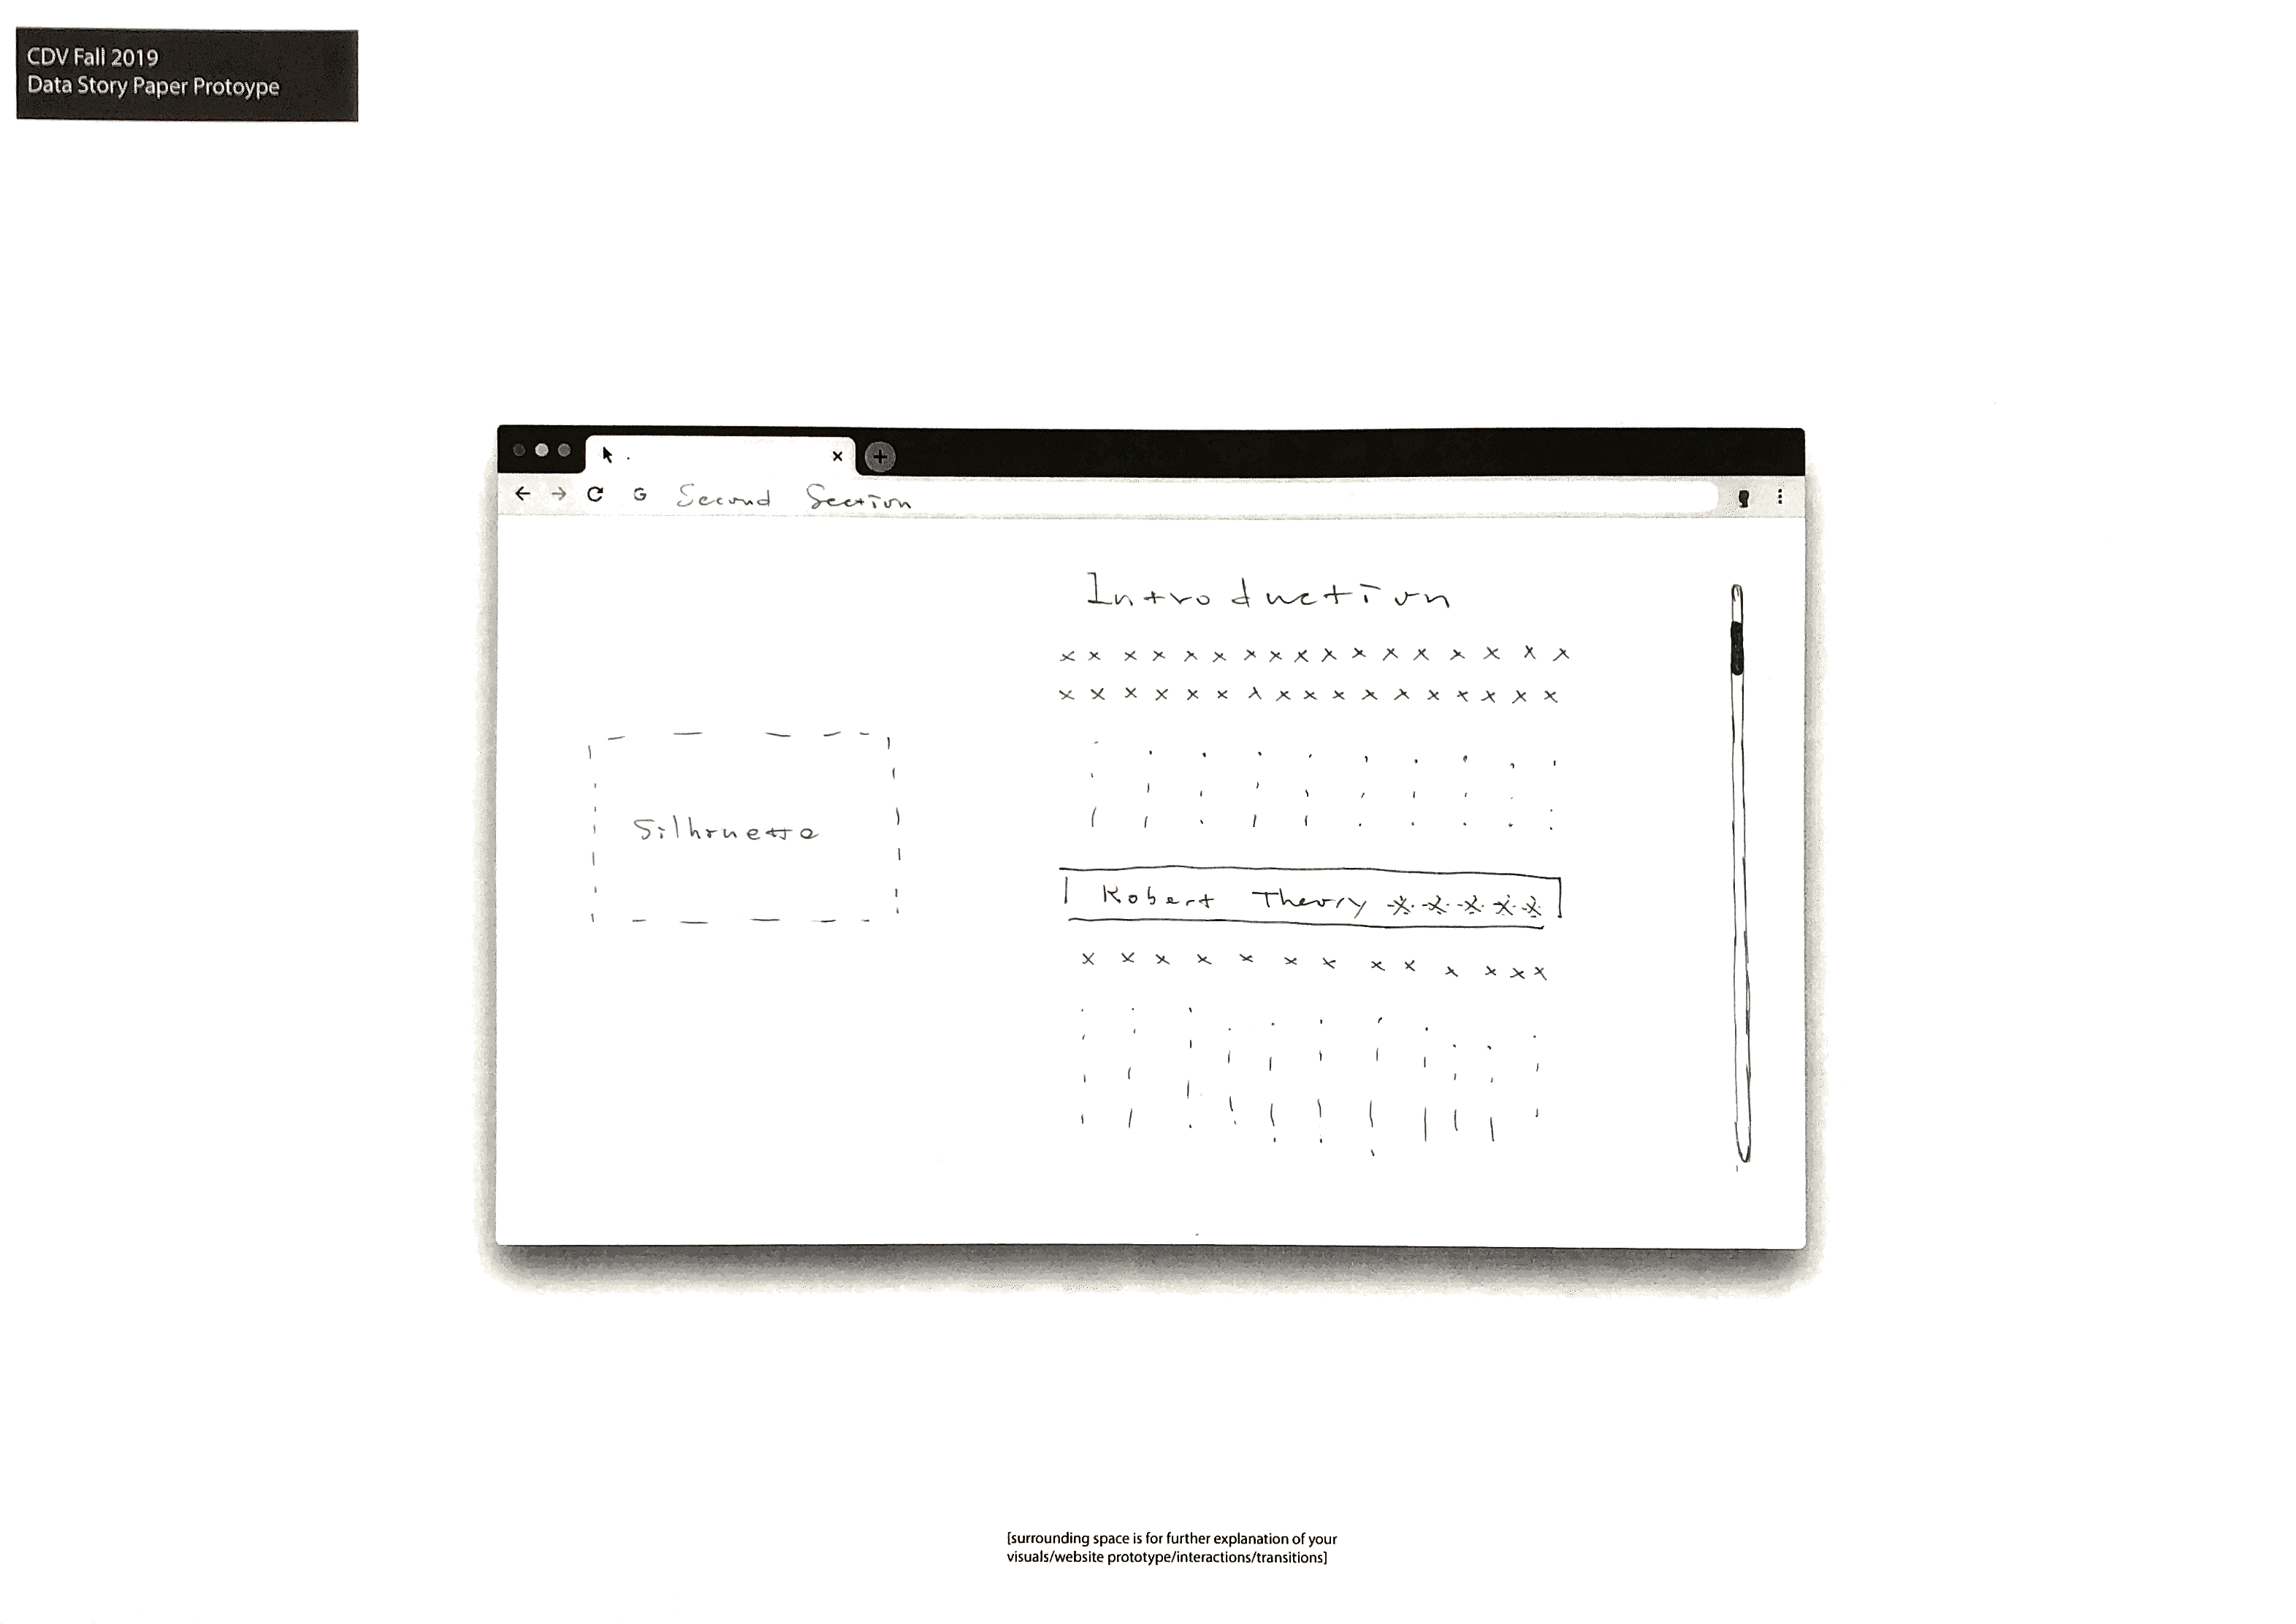 CDV Fall 2019
Data Story Paper Protoype
G Second Section
Introduction
x x x x x x x x x x x x x x x x x
x x x x x x x x x x x x x x x x x
Silhouette
Robert Theory x x x x x
x x x x x x x x x x x x x
[surrounding space is for further explanation of your
visuals/website prototype/interactions/transitions]